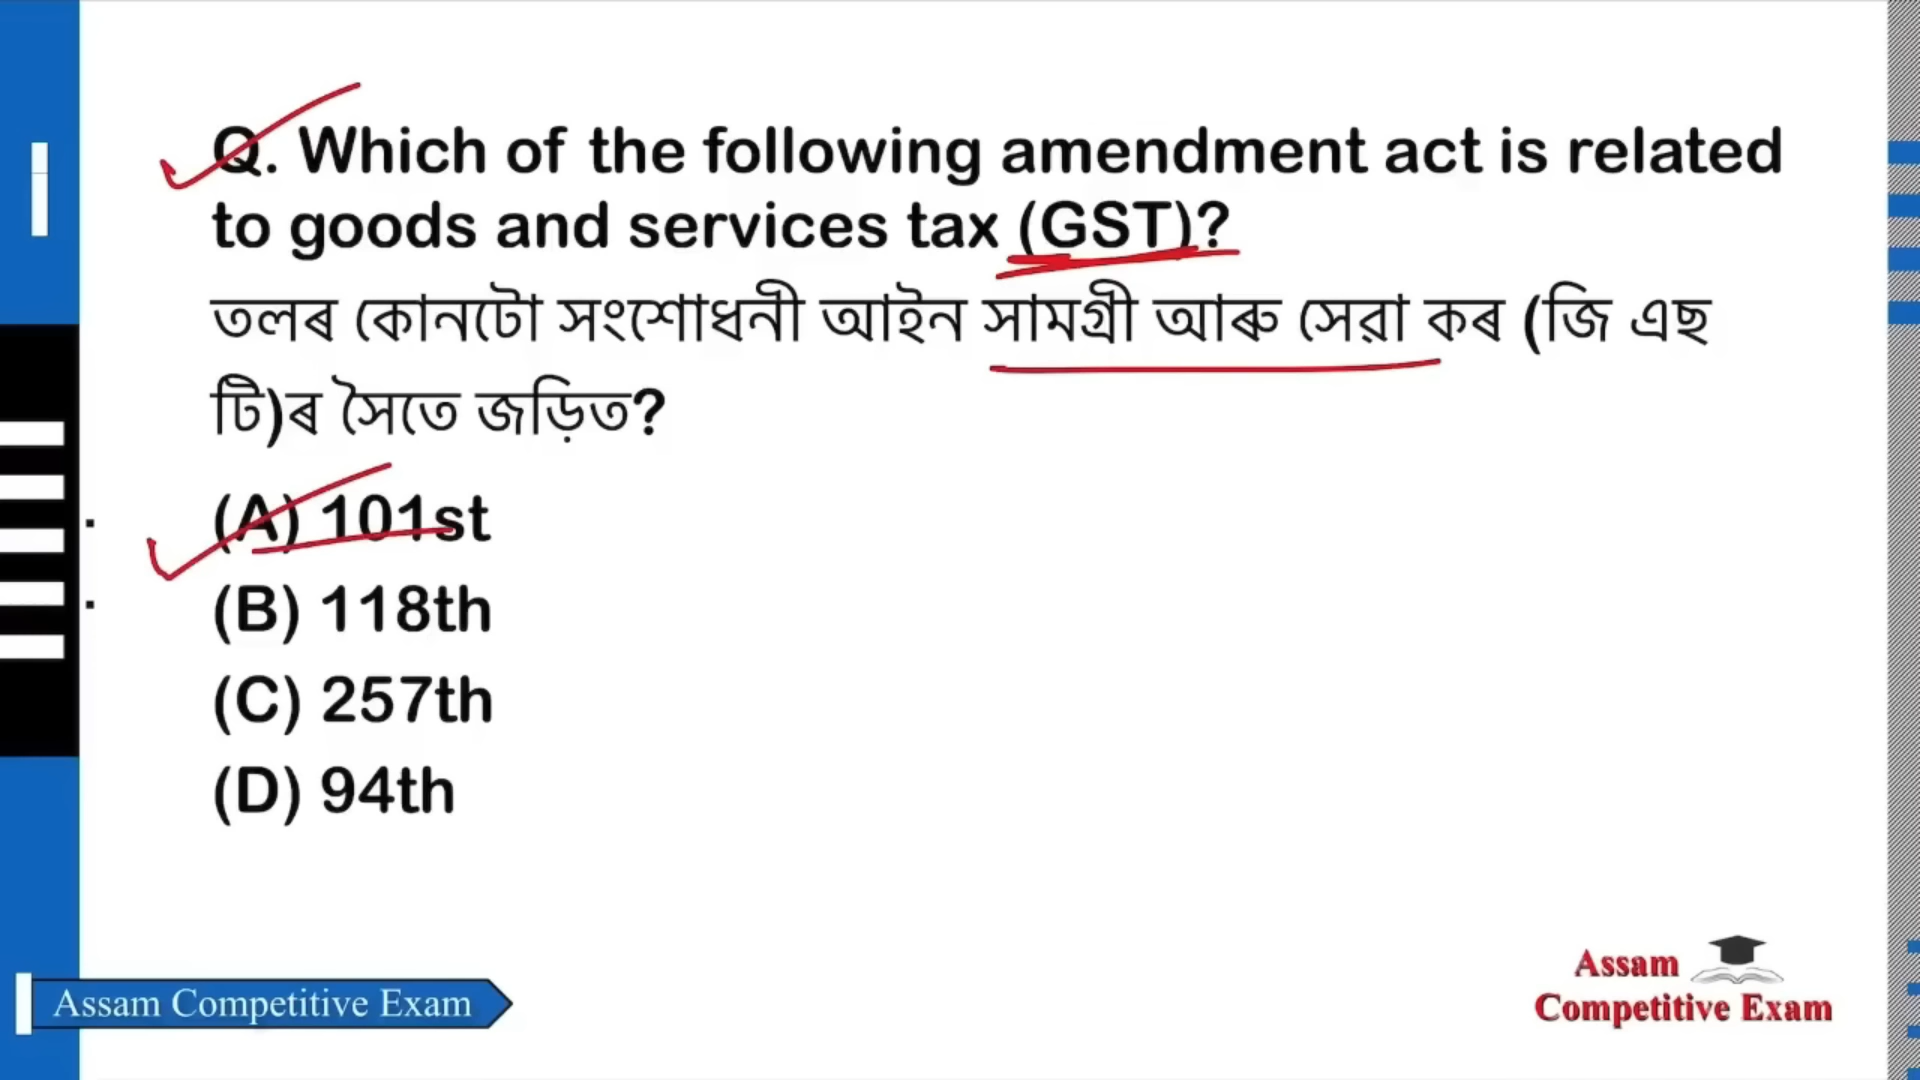 Q. Which of the following amendment act is related
to goods and services tax (GST)?
তলৰ কোনটো সংশোধনী আইন সামগ্ৰী আৰু সেৱা কৰ (জি এছ
টি)ৰ সৈতে জড়িত?
(A) 101st
(B) 118th
(C) 257th
(D) 94th
Assam Competitive Exam
Assam
Competitive Exam